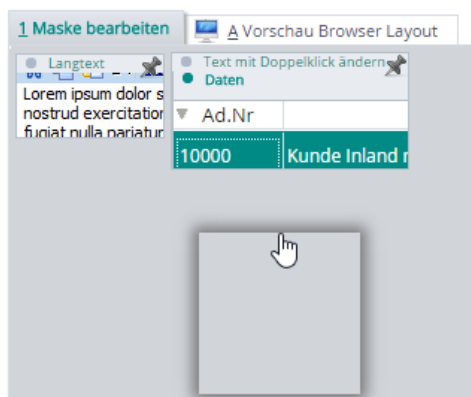 1 Maske bearbeiten
A Vorschau Browser Layout
Langtext
Lorem ipsum dolor s
nostrud exercitation
fugiat nulla pariatur
Text mit Doppelklick ändern
Daten
Ad.Nr
10000 Kunde Inland